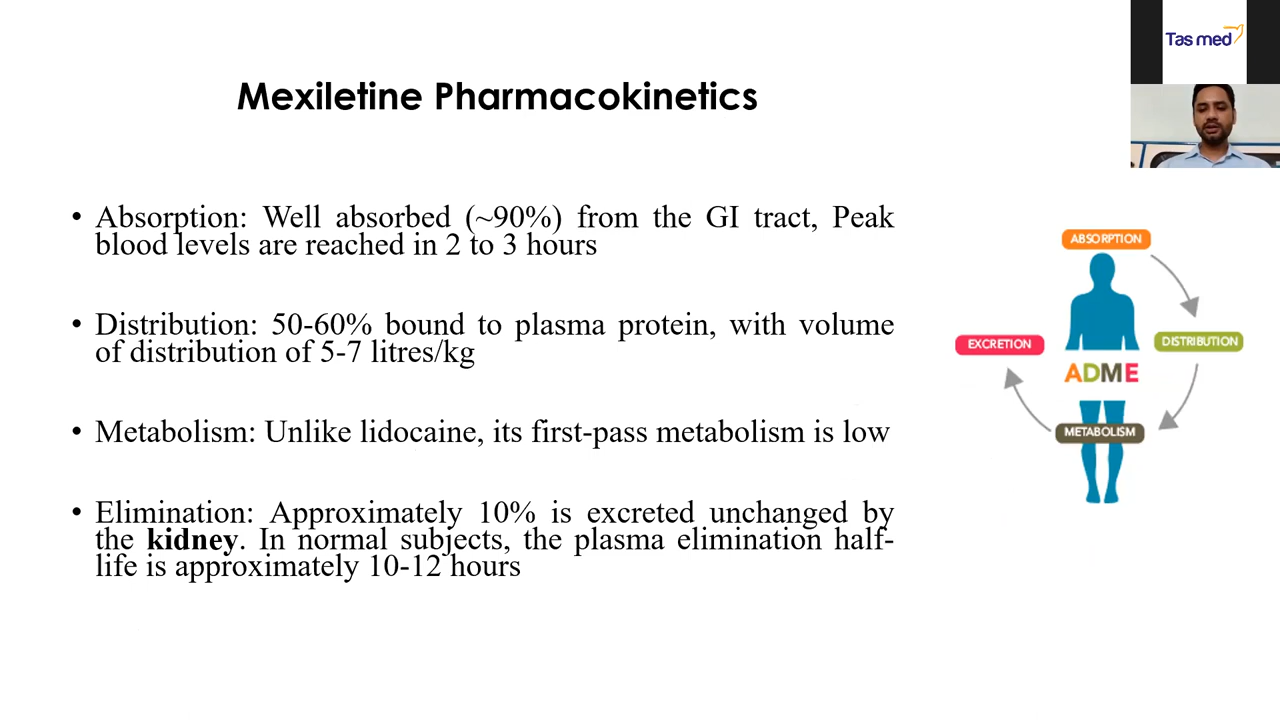 Tas med
Mexiletine Pharmacokinetics
• Absorption: Well absorbed (~90%) from the GI tract, Peak
blood levels are reached in 2 to 3 hours
• Distribution: 50-60% bound to plasma protein, with volume
of distribution of 5-7 litres/kg
• Metabolism: Unlike lidocaine, its first-pass metabolism is low
• Elimination: Approximately 10% is excreted unchanged by
the kidney. In normal subjects, the plasma elimination half-
life is approximately 10-12 hours
ABSORPTION
DISTRIBUTION
EXCRETION
ADME
METABOLISM